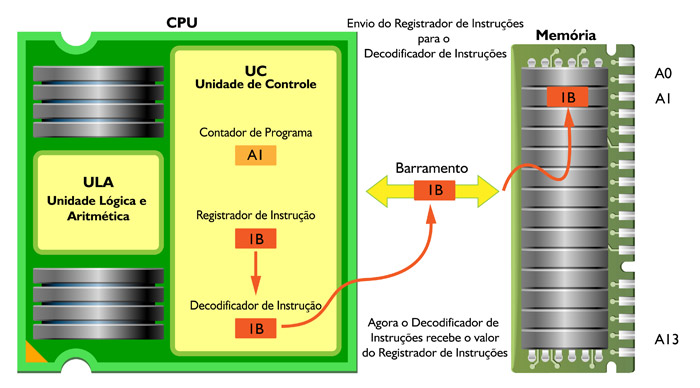 CPU
UC
Unidade de Controle
Contador de Programa
A1
ULA
Unidade Lógica e
Aritmética
Registrador de Instrução
1B
Decodificador de Instrução
1B
Envio do Registrador de Instruções
para o
Decodificador de Instruções
Barramento
1B
Agora o Decodificador de
Instruções recebe o valor
do Registrador de Instruções
Memória
1B
A0
A1
A13